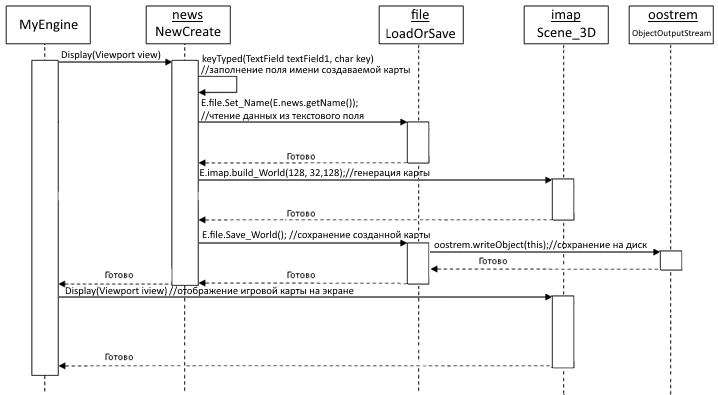 MyEngine
news
NewCreate
file
LoadOrSave
imap
Scene_3D
oostrem
ObjectOutputStream
Display(Viewport view)
keyTyped(TextField textField1, char key)
//заполнение поля имени создаваемой карты
E.file.Set_Name(E.news.getName());
//чтение данных из текстового поля
Готово
E.imap.build_World(128, 32,128);//генерация карты
Готово
E.file.Save_World(); //сохранение созданной карты
oostrem.writeObject(this);//сохранение на диск
Готово
Готово
Готово
Display(Viewport iview) //отображение игровой карты на экране
Готово